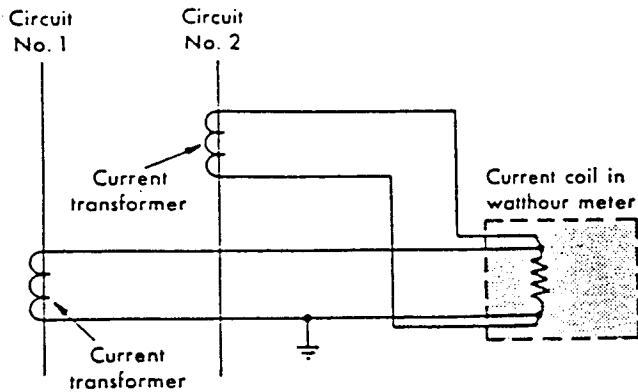 Circuit
No. 1
Circuit
No. 2
Current
transformer
Current coil in
watthour meter
Current
transformer